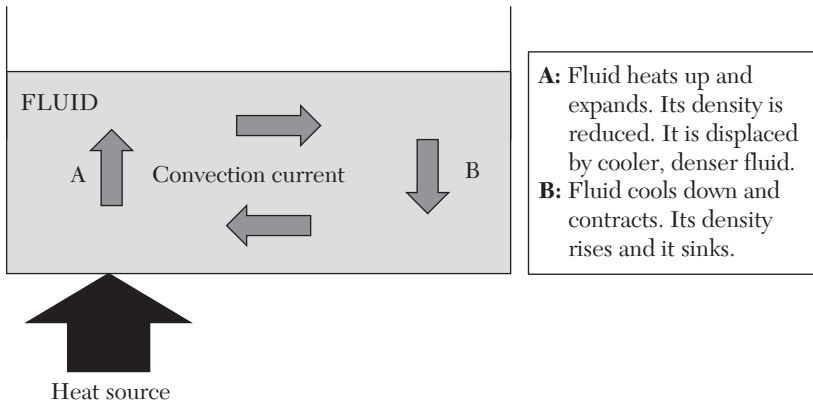 FLUID
A
Convection current
B
Heat source
A: Fluid heats up and
expands. Its density is
reduced. It is displaced
by cooler, denser fluid.
B: Fluid cools down and
contracts. Its density
rises and it sinks.